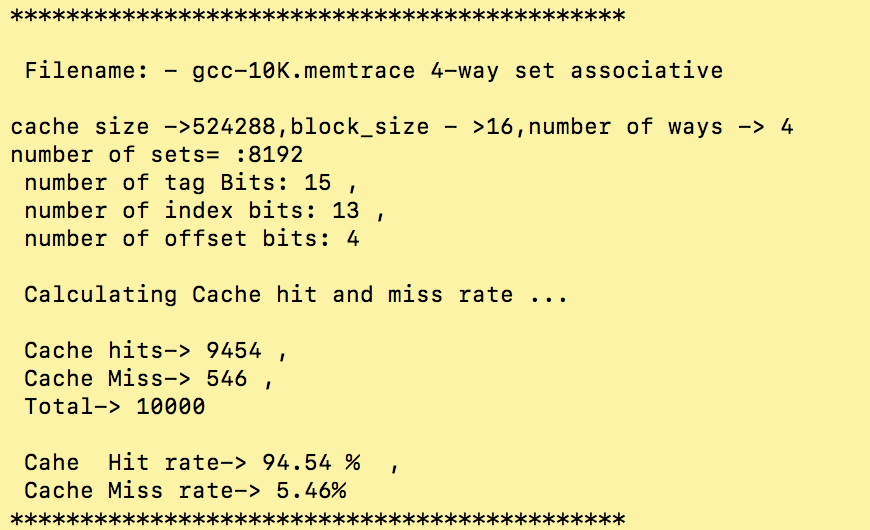 ********************************************
Filename: - gcc-10K.memtrace 4-way set associative
cache size ->524288,block_size - >16,number of ways -> 4
number of sets= :8192
number of tag Bits: 15 ,
number of index bits: 13 ,
number of offset bits: 4
Calculating Cache hit and miss rate ...
Cache hits-> 9454 ,
Cache Miss-> 546 ,
Total-> 10000
Cahe  Hit rate-> 94.54 %  ,
Cache Miss rate-> 5.46%
********************************************